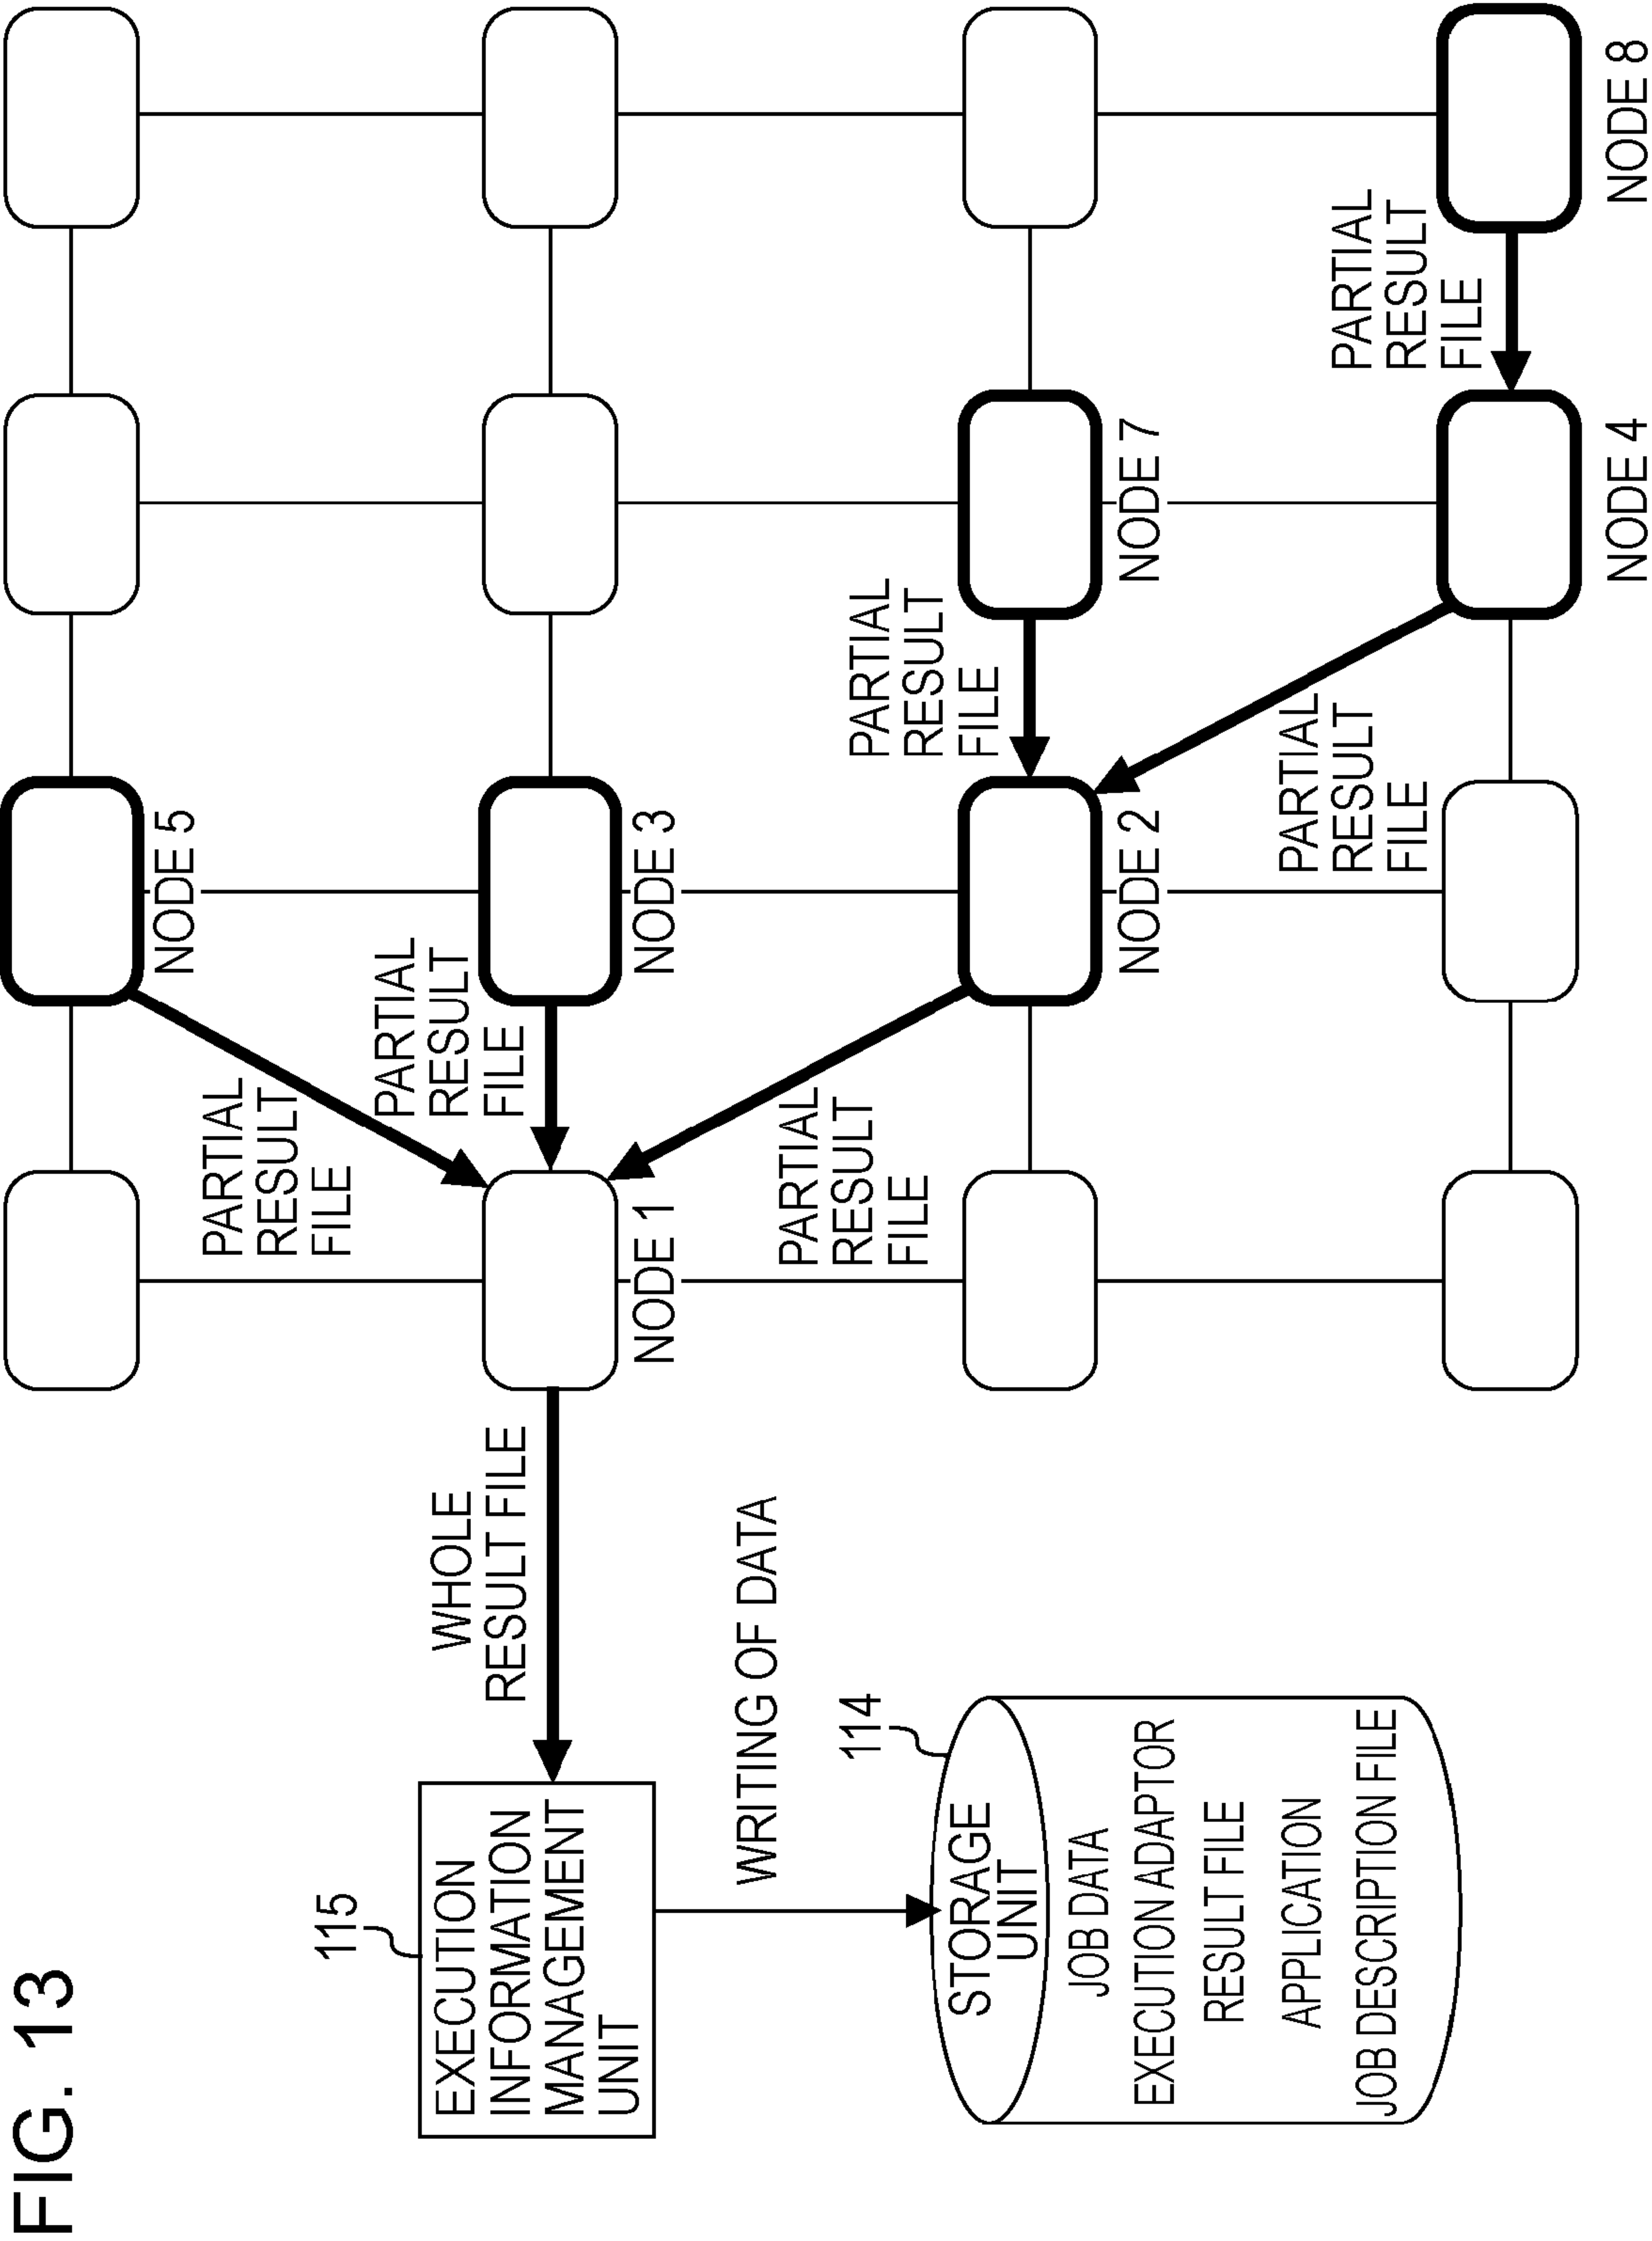 FIG. 13
115
EXECUTION
INFORMATION
MANAGEMENT
UNIT
WHOLE
RESULT FILE
WRITING OF DATA
114
STORAGE
UNIT
JOB DATA
EXECUTION ADAPTOR
RESULT FILE
APPLICATION
JOB DESCRIPTION FILE
NODE 1
PARTIAL
RESULT
FILE
PARTIAL
RESULT
FILE
PARTIAL
RESULT
FILE
NODE 5
NODE 3
NODE 2
PARTIAL
RESULT
FILE
PARTIAL
RESULT
FILE
NODE 7
NODE 4
PARTIAL
RESULT
FILE
NODE 8